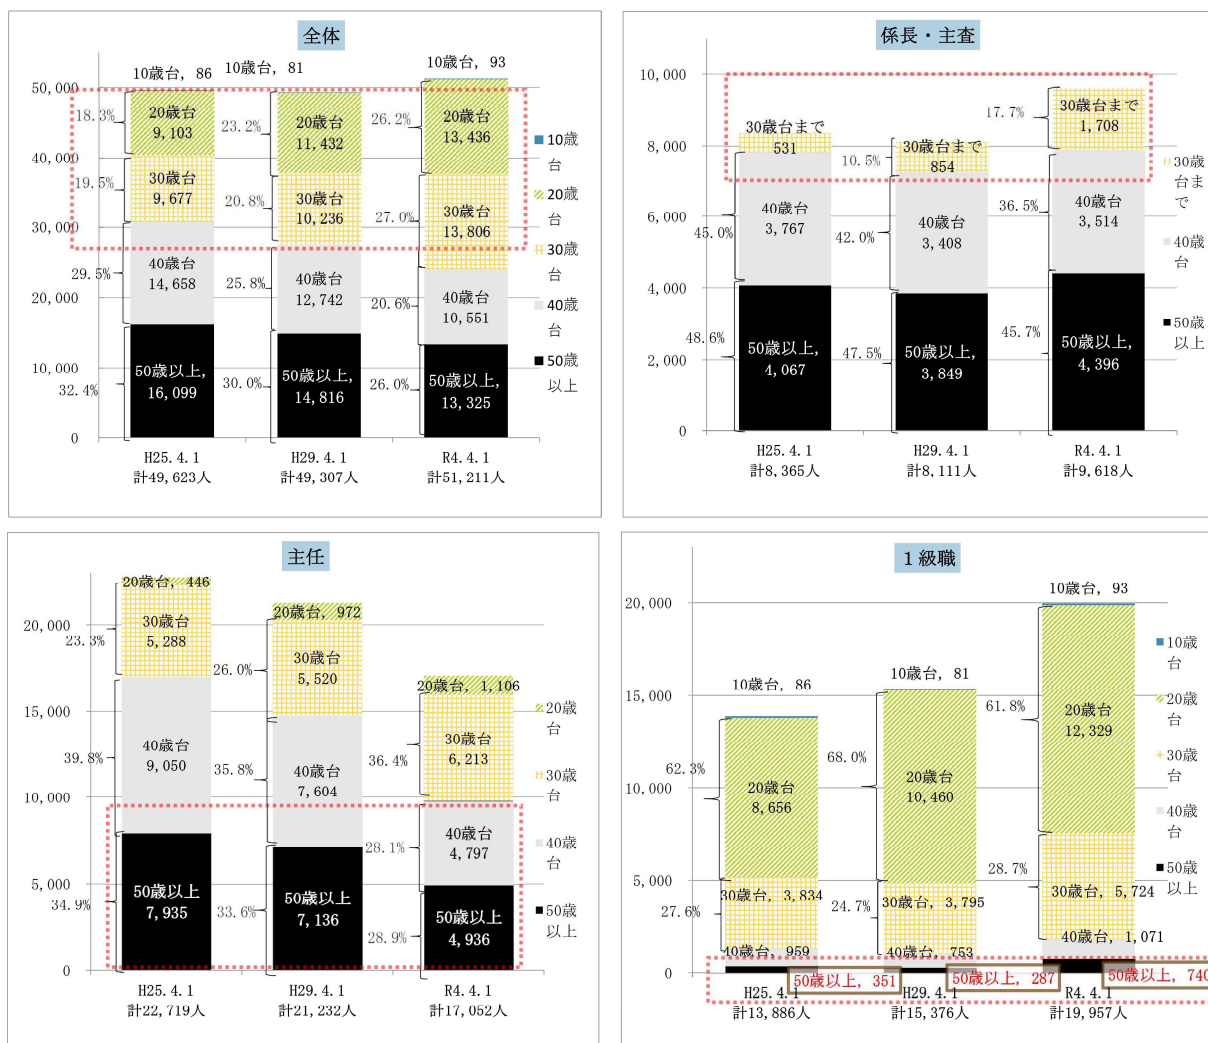 全体
10歳台, 86
10歳台, 81
10歳台, 93
50,000
40,000
30,000
20,000
10,000
0
18.3%
19.5%
29.5%
32.4%
20歳台
9,103
30歳台
9,677
40歳台
14,658
50歳以上,
16,099
23.2%
20.8%
25.8%
30.0%
20歳台
11,432
30歳台
10,236
40歳台
12,742
50歳以上,
14,816
26.2%
27.0%
20.6%
26.0%
20歳台
13,436
30歳台
13,806
40歳台
10,551
50歳以上,
13,325
10歳
台
20歳
台
30歳
台
40歳
台
50歳
以上
H25.4.1
計49,623人
H29.4.1
計49,307人
R4.4.1
計51,211人
係長・主査
10,000
8,000
6,000
4,000
2,000
0
30歳台まで
531
45.0%
40歳台
3,767
48.6%
50歳以上,
4,067
30歳台まで
10.5%
854
42.0%
40歳台
3,408
47.5%
50歳以上,
3,849
17.7%
30歳台まで
1,708
36.5%
40歳台
3,514
45.7%
50歳以上,
4,396
30歳
台ま
で
40歳
台
50歳
以上
H25.4.1
計8,365人
H29.4.1
計8,111人
R4.4.1
計9,618人
主任
20,000
15,000
10,000
5,000
0
20歳台, 446
23.3%
30歳台
5,288
39.8%
40歳台
9,050
34.9%
50歳以上
7,935
20歳台, 972
26.0%
30歳台
5,520
35.8%
40歳台
7,604
33.6%
50歳以上
7,136
20歳台, 1,106
36.4%
30歳台
6,213
28.1%
40歳台
4,797
28.9%
50歳以上
4,936
20歳
台
30歳
台
40歳
台
50歳
以上
H25.4.1
計22,719人
H29.4.1
計21,232人
R4.4.1
計17,052人
1級職
20,000
15,000
10,000
5,000
0
10歳台, 86
62.3%
20歳台
8,656
27.6%
30歳台, 3,834
40歳台, 959
50歳以上, 351
10歳台, 81
68.0%
20歳台
10,460
24.7%
30歳台, 3,795
40歳台, 753
50歳以上, 287
10歳台, 93
61.8%
20歳台
12,329
28.7%
30歳台, 5,724
40歳台, 1,071
50歳以上, 740
10歳
台
20歳
台
30歳
台
40歳
台
50歳
以上
H25.4.1
計13,886人
H29.4.1
計15,376人
R4.4.1
計19,957人